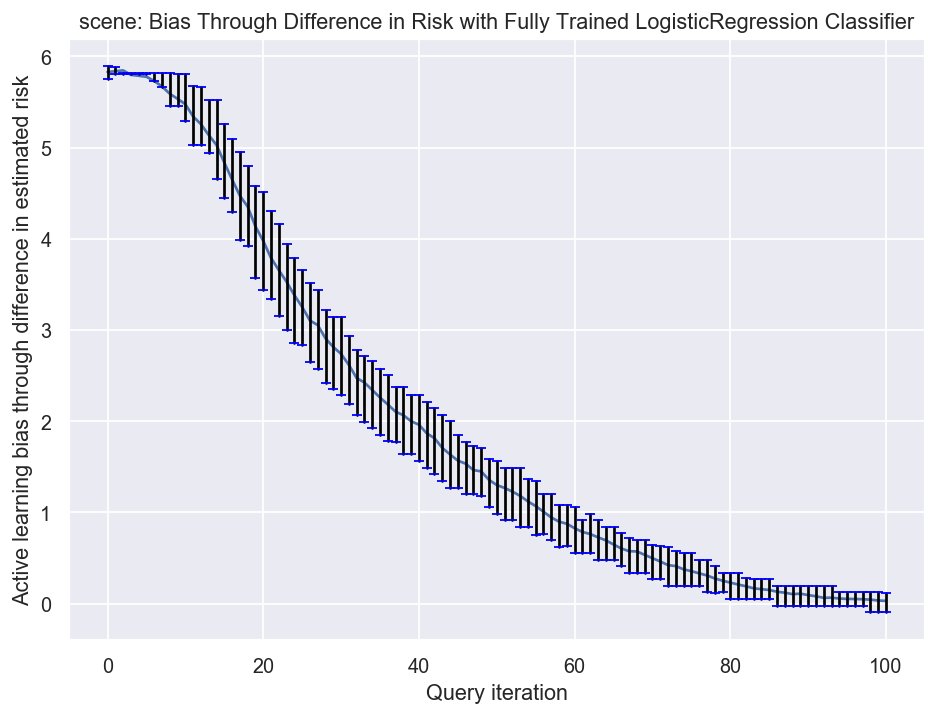 scene: Bias Through Difference in Risk with Fully Trained LogisticRegression Classifier
Active learning bias through difference in estimated risk
6
5
4
3
2
1
0
0 20 40 60 80 100
Query iteration